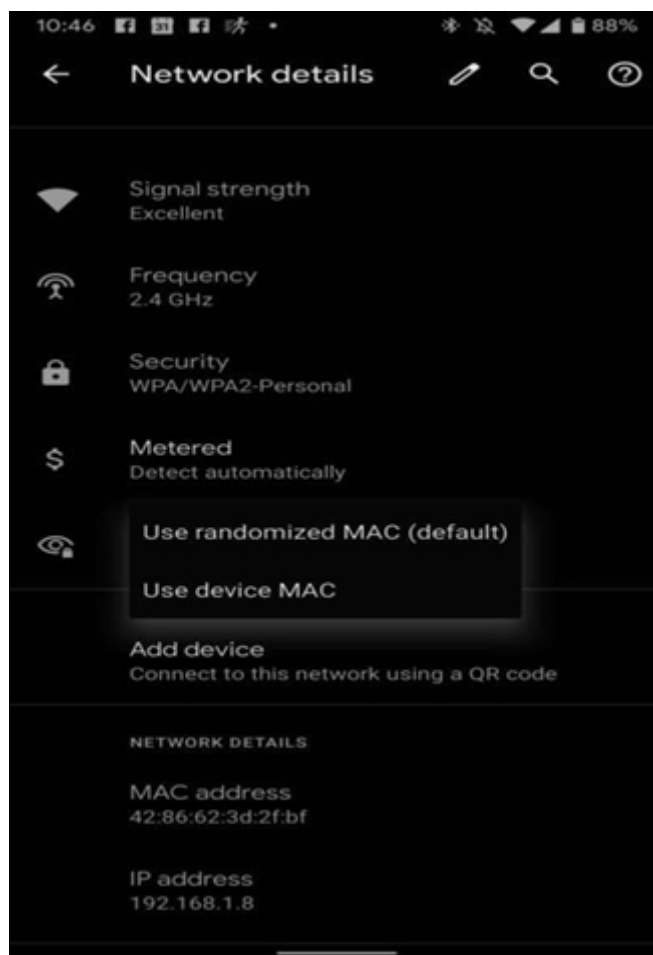 10:46 31 88%
Network details
Signal strength
Excellent
Frequency
2.4 GHz
Security
WPA/WPA2-Personal
Metered
Detect automatically
Use randomized MAC (default)
Use device MAC
Add device
Connect to this network using a QR code
NETWORK DETAILS
MAC address
42:86:62:3d:2f:bf
IP address
192.168.1.8